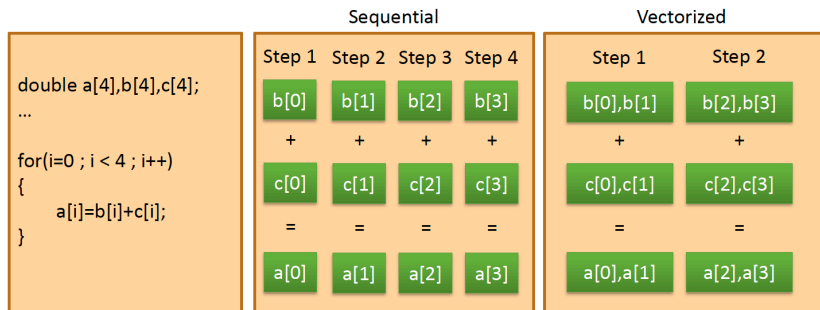 double a[4],b[4],c[4];
...
for(i=0 ; i < 4 ; i++)
{
a[i]=b[i]+c[i];
}
Sequential
Step 1 Step 2 Step 3 Step 4
b[0] b[1] b[2] b[3]
+ + + +
c[0] c[1] c[2] c[3]
= = = =
a[0] a[1] a[2] a[3]
Vectorized
Step 1 Step 2
b[0],b[1] b[2],b[3]
+ +
c[0],c[1] c[2],c[3]
= =
a[0],a[1] a[2],a[3]